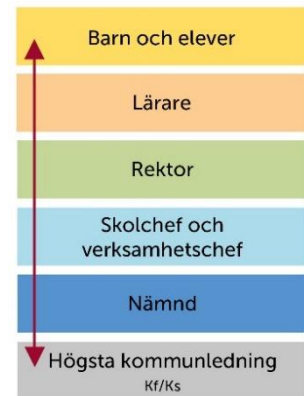 Barn och elever
Lärare
Rektor
Skolchef och
verksamhetschef
Nämnd
Högsta kommunledning
Kf/Ks